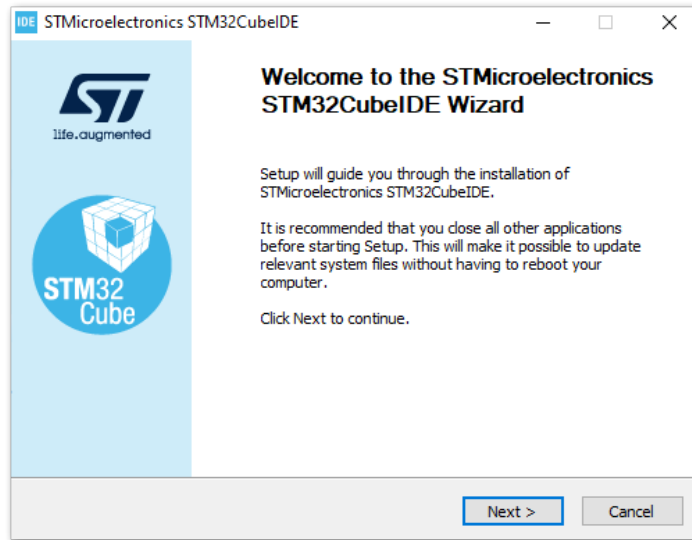 IDE STMicroelectronics STM32CubeIDE
ST
life.augmented
STM32
Cube
Welcome to the STMicroelectronics
STM32CubeIDE Wizard
Setup will guide you through the installation of
STMicroelectronics STM32CubeIDE.
It is recommended that you close all other applications
before starting Setup. This will make it possible to update
relevant system files without having to reboot your
computer.
Click Next to continue.
Next >
Cancel